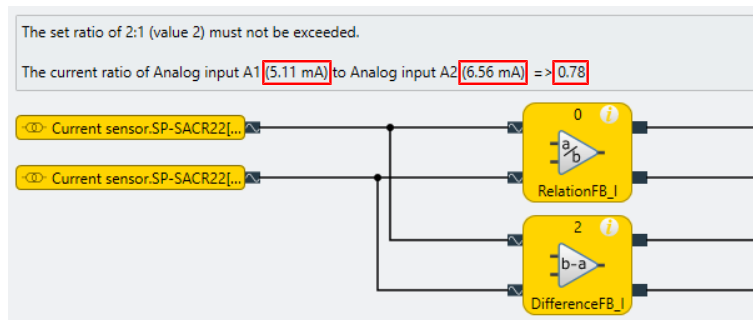 The set ratio of 2:1 (value 2) must not be exceeded.
The current ratio of Analog input A1 (5.11 mA) to Analog input A2 (6.56 mA) => 0.78
Current sensor.SP-SACR22[...
Current sensor.SP-SACR22[...
0 i
a/b
RelationFB_I
2 i
b-a
DifferenceFB_I